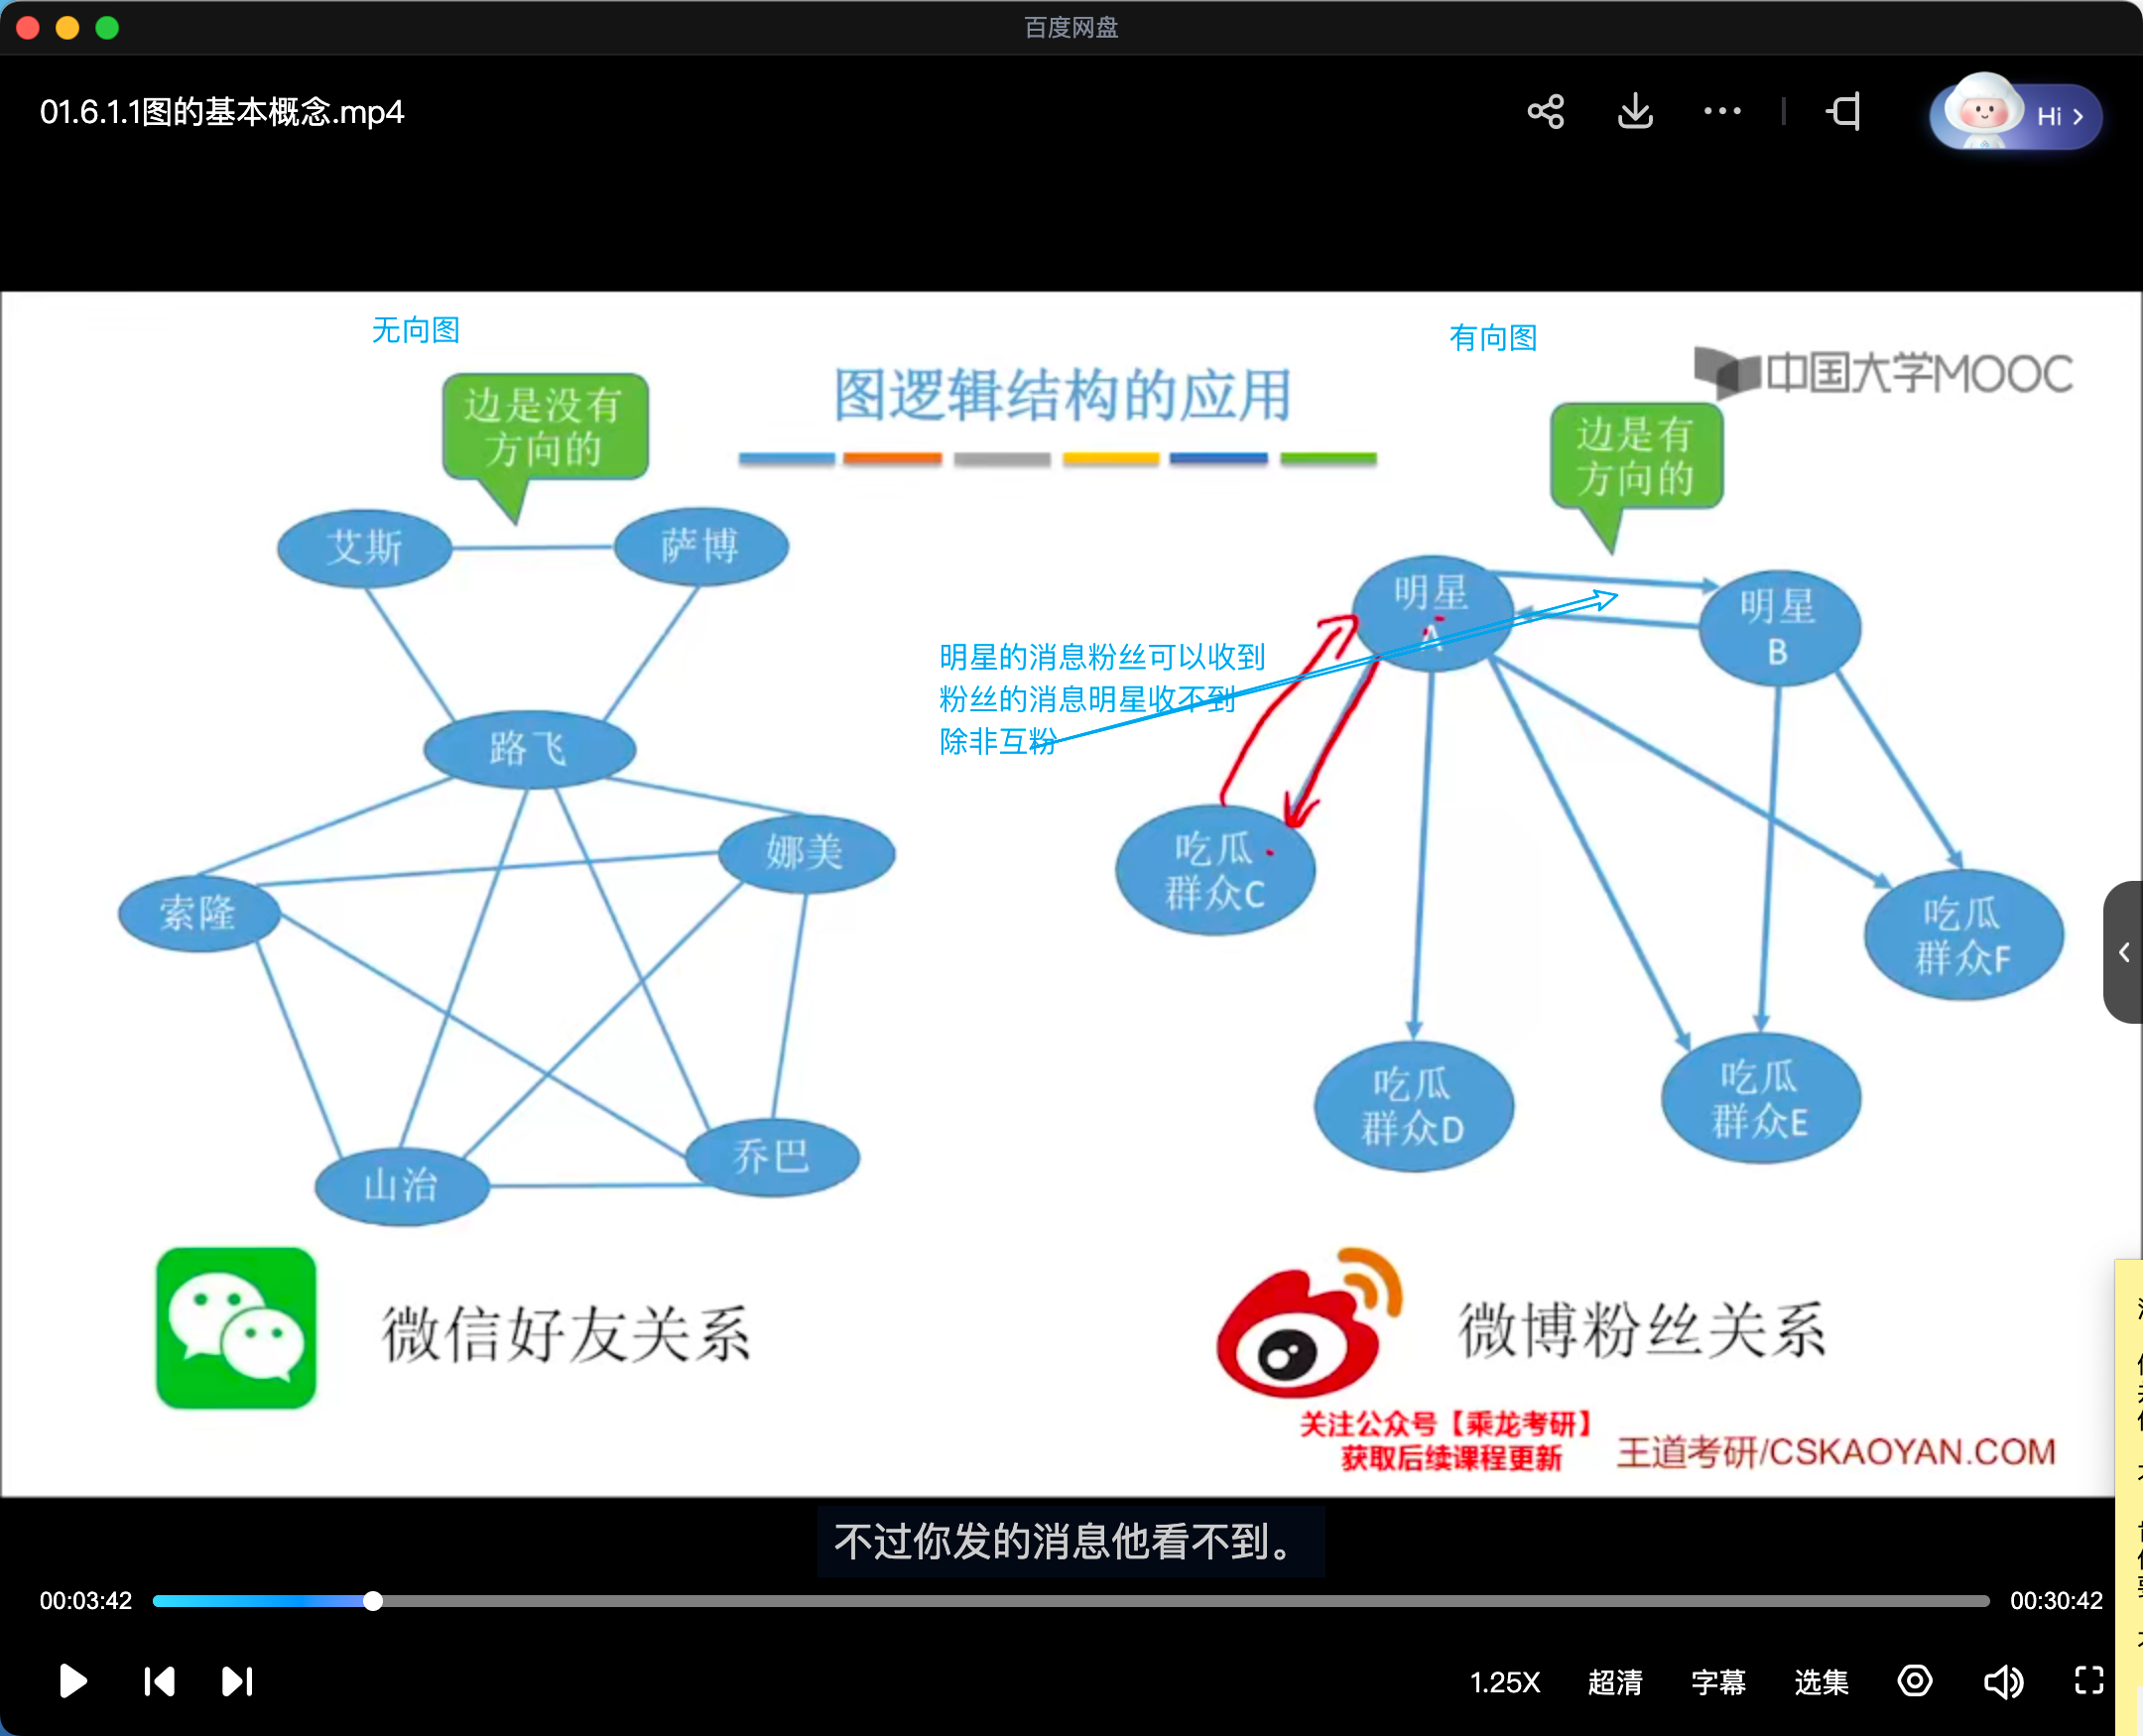 百度网盘
01.6.1.1图的基本概念.mp4
Hi
无向图
有向图
中国大学MOOC
图逻辑结构的应用
边是没有
方向的
边是有
方向的
艾斯
萨博
路飞
娜美
索隆
山治
乔巴
明星
A
明星
B
明星的消息粉丝可以收到
粉丝的消息明星收不到
除非互粉
吃瓜
群众C
吃瓜
群众F
吃瓜
群众D
吃瓜
群众E
微信好友关系
微博粉丝关系
关注公众号【乘龙考研】
获取后续课程更新
王道考研/CSKAOYAN.COM
不过你发的消息他看不到。
00:03:42
00:30:42
1.25X
超清
字幕
选集